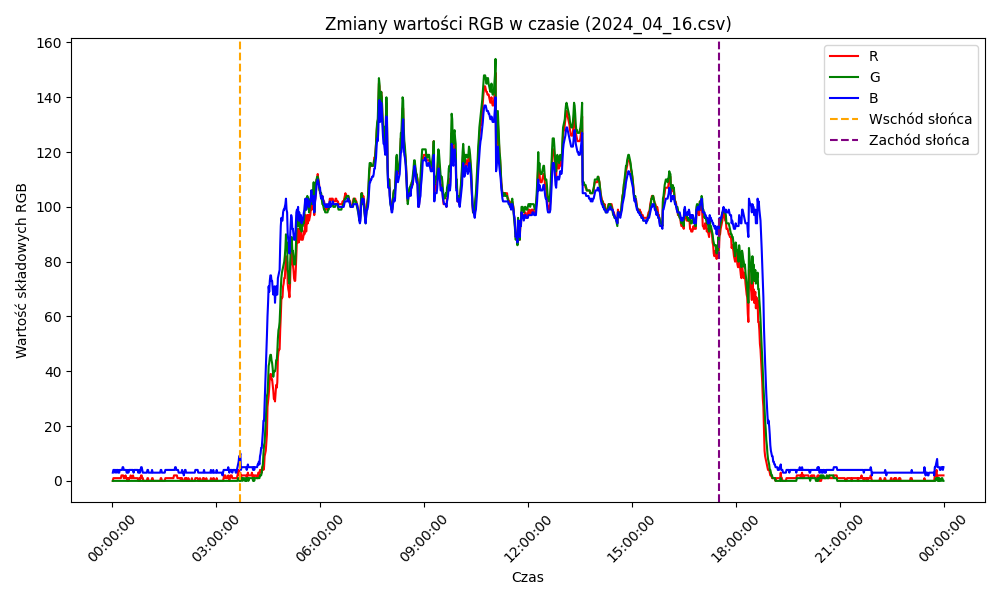 Zmiany wartości RGB w czasie (2024_04_16.csv)
Wartość składowych RGB
160
140
120
100
80
60
40
20
0
R
G
B
Wschód słońca
Zachód słońca
00:00:00
03:00:00
06:00:00
09:00:00
12:00:00
15:00:00
18:00:00
21:00:00
00:00:00
Czas